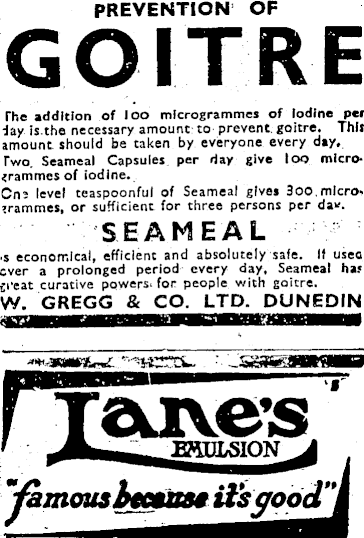 PREVENTION OF
GOITRE
The addition of 100 microgrammes of Iodine per
day is the necessary amount to prevent goitre. This
amount should be taken by everyone every day.
Two Seameal Capsules per day give 100 micro-
grammes of iodine.
One level teaspoonful of Seameal gives 300 micro-
grammes, or sufficient for three persons per day.
SEAMEAL
is economical, efficient and absolutely safe. If used
over a prolonged period every day, Seameal has
great curative powers for people with goitre.
W. GREGG & CO. LTD. DUNEDIN
Lane's
EMULSION
"famous because it's good"